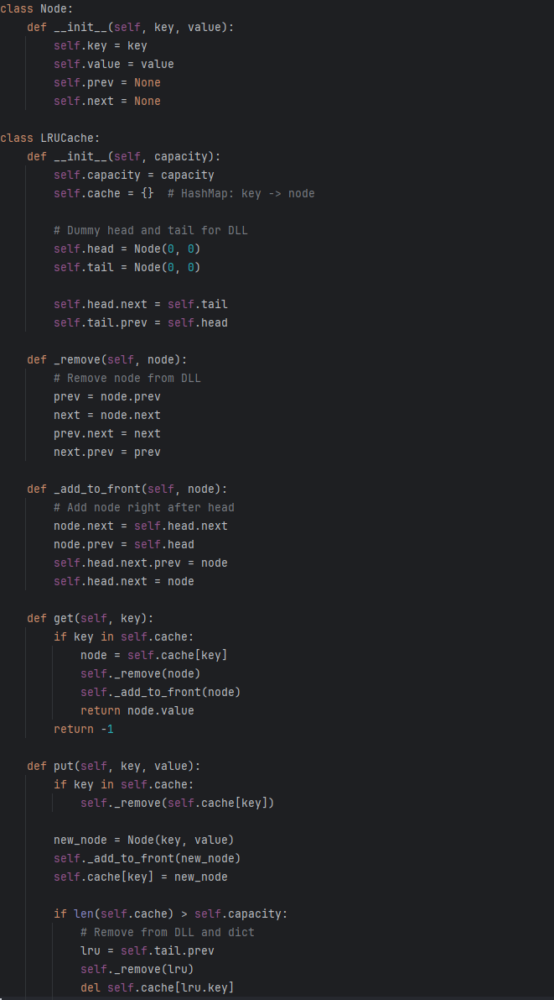 class Node:
    def __init__(self, key, value):
        self.key = key
        self.value = value
        self.prev = None
        self.next = None

class LRUCache:
    def __init__(self, capacity):
        self.capacity = capacity
        self.cache = {}  # HashMap: key -> node

        # Dummy head and tail for DLL
        self.head = Node(0, 0)
        self.tail = Node(0, 0)

        self.head.next = self.tail
        self.tail.prev = self.head

    def _remove(self, node):
        # Remove node from DLL
        prev = node.prev
        next = node.next
        prev.next = next
        next.prev = prev

    def _add_to_front(self, node):
        # Add node right after head
        node.next = self.head.next
        node.prev = self.head
        self.head.next.prev = node
        self.head.next = node

    def get(self, key):
        if key in self.cache:
            node = self.cache[key]
            self._remove(node)
            self._add_to_front(node)
            return node.value
        return -1

    def put(self, key, value):
        if key in self.cache:
            self._remove(self.cache[key])

        new_node = Node(key, value)
        self._add_to_front(new_node)
        self.cache[key] = new_node

        if len(self.cache) > self.capacity:
            # Remove from DLL and dict
            lru = self.tail.prev
            self._remove(lru)
            del self.cache[lru.key]